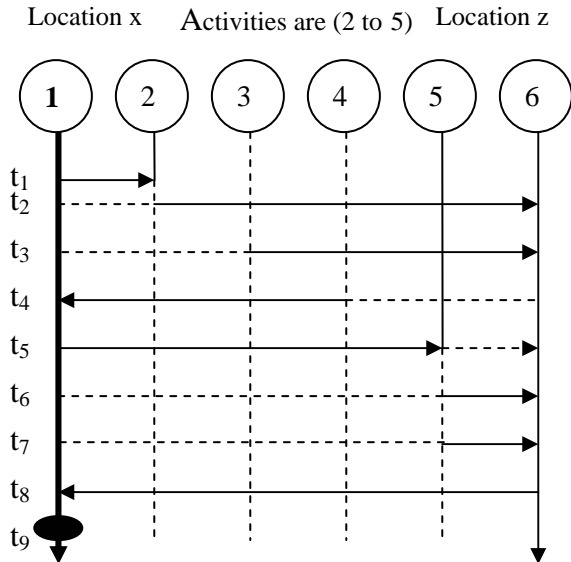 Location x Activities are (2 to 5) Location z
1 2 3 4 5 6
t₁
t₂
t₃
t₄
t₅
t₆
t₇
t₈
t₉